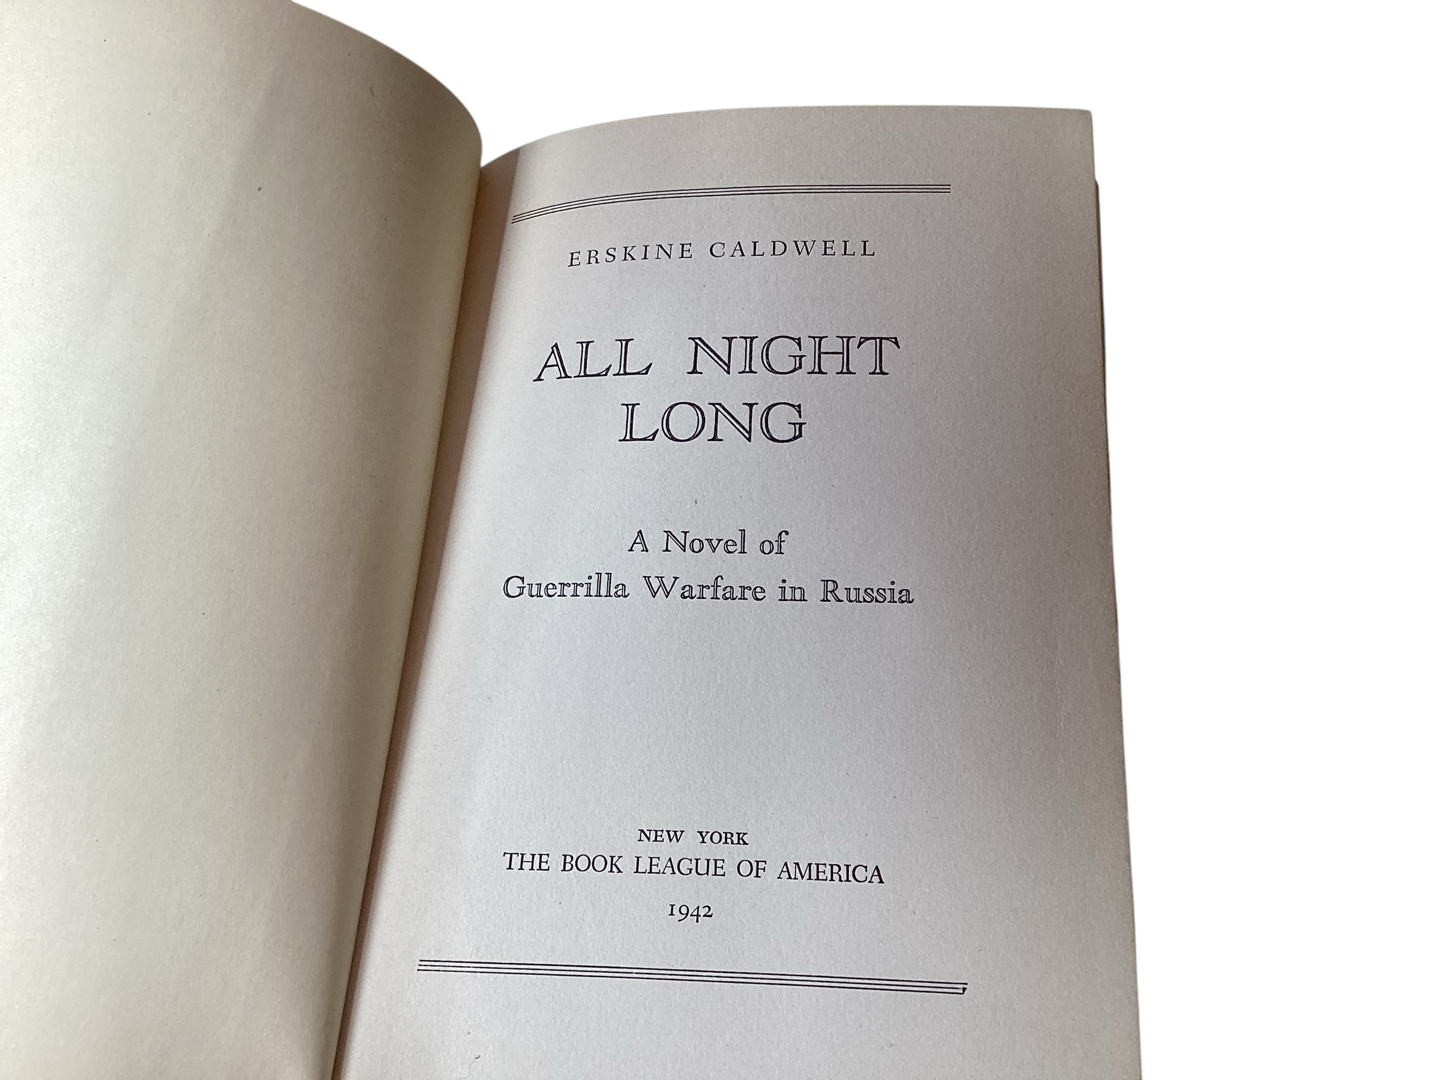 ERSKINE CALDWELL
ALL NIGHT
LONG
A Novel of
Guerrilla Warfare in Russia
NEW YORK
THE BOOK LEAGUE OF AMERICA
1942